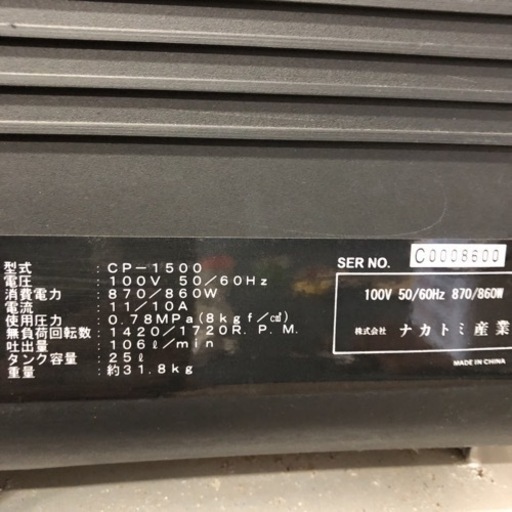 型式 : CP-1500
電圧 : 100V 50/60Hz
消費電力 : 870/860W
電流 : 11/10A
使用圧力 : 0.78MPa(8kgf/㎠)
無負荷回転数 : 1420/1720R.P.M.
吐出量 : 106ℓ/min
タンク容量 : 25ℓ
重量 : 約31.8kg
SER NO. C0008600
100V 50/60Hz 870/860W
株式会社 ナカトミ産業
MADE IN CHINA